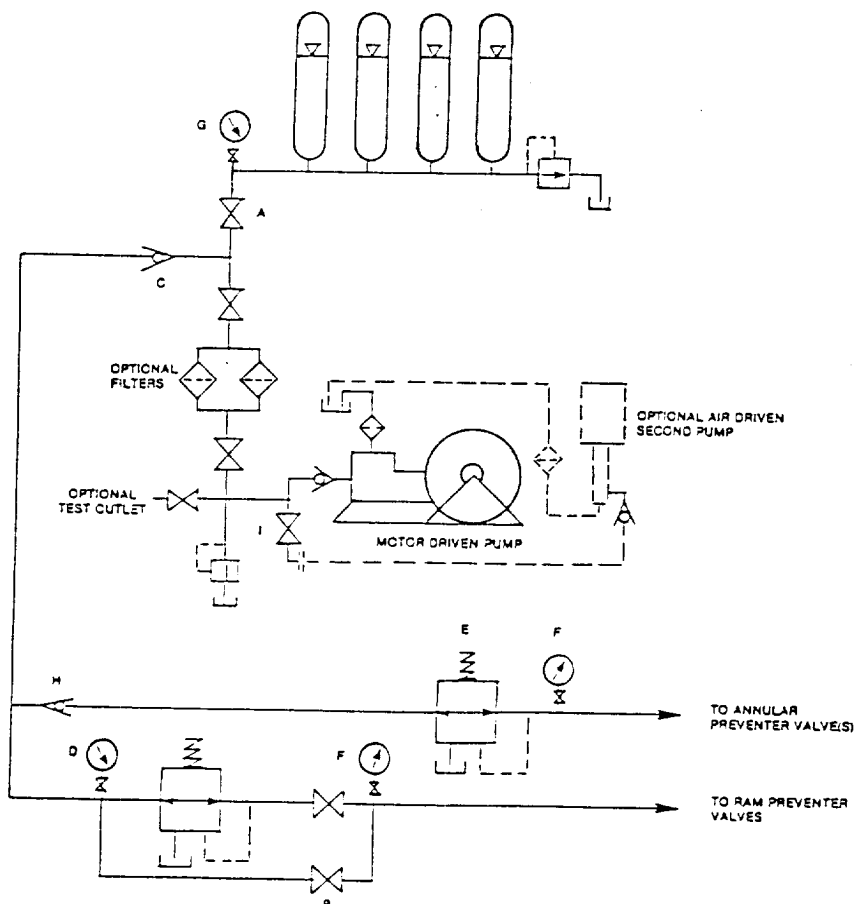 G
A
C
OPTIONAL
FILTERS
OPTIONAL AIR DRIVEN
SECOND PUMP
OPTIONAL
TEST OUTLET
I
MOTOR DRIVEN PUMP
E
F
H
TO ANNULAR
PREVENTER VALVE(S)
D
F
TO RAM PREVENTER
VALVES